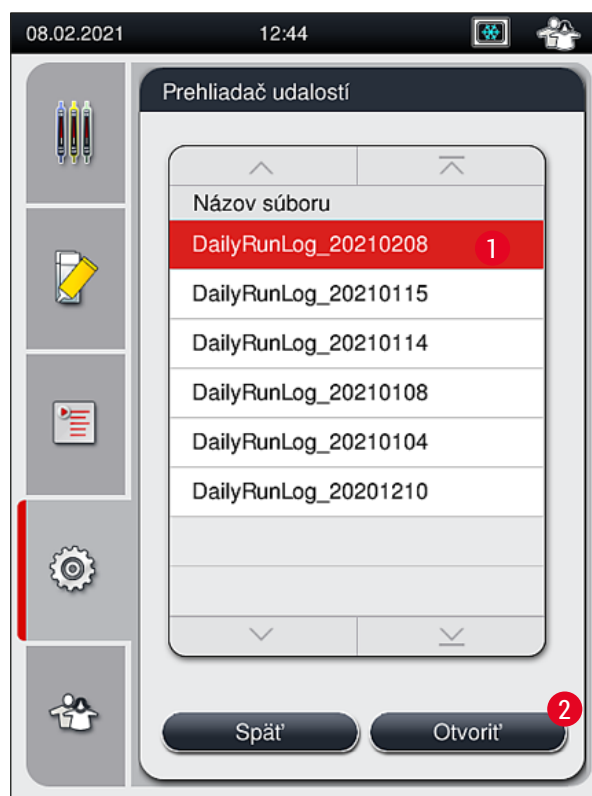 08.02.2021 12:44
Prehliadač udalostí
Názov súboru
DailyRunLog_20210208 1
DailyRunLog_20210115
DailyRunLog_20210114
DailyRunLog_20210108
DailyRunLog_20210104
DailyRunLog_20201210
2
Späť Otvoriť